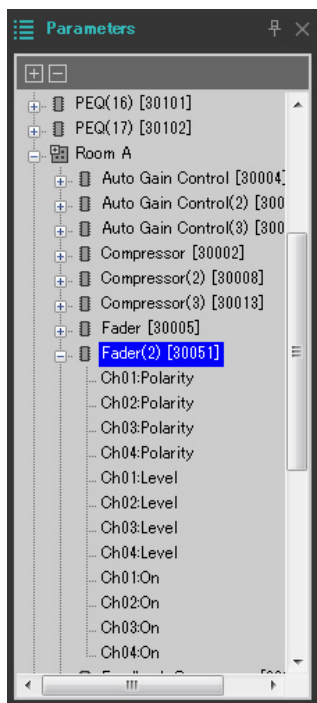 Parameters
PEQ(16) [30101]
PEQ(17) [30102]
Room A
Auto Gain Control [30004]
Auto Gain Control(2) [300
Auto Gain Control(3) [300
Compressor [30002]
Compressor(2) [30008]
Compressor(3) [30013]
Fader [30005]
Fader(2) [30051]
Ch01:Polarity
Ch02:Polarity
Ch03:Polarity
Ch04:Polarity
Ch01:Level
Ch02:Level
Ch03:Level
Ch04:Level
Ch01:On
Ch02:On
Ch03:On
Ch04:On